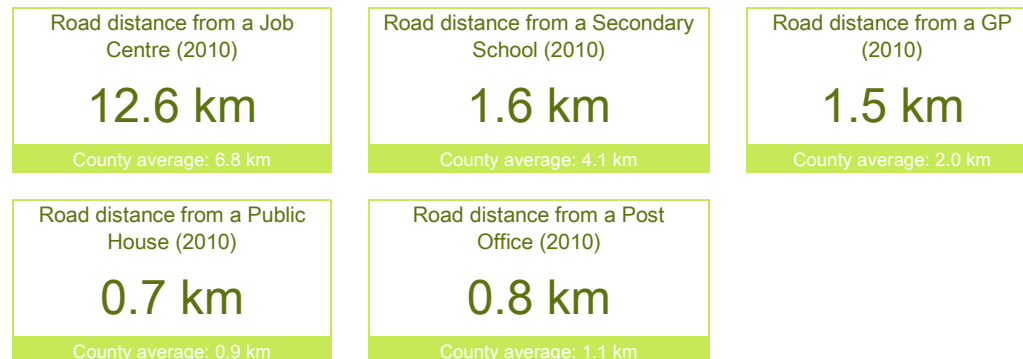 Road distance from a Job
Centre (2010)
12.6 km
County average: 6.8 km
Road distance from a Secondary
School (2010)
1.6 km
County average: 4.1 km
Road distance from a GP
(2010)
1.5 km
County average: 2.0 km
Road distance from a Public
House (2010)
0.7 km
County average: 0.9 km
Road distance from a Post
Office (2010)
0.8 km
County average: 1.1 km